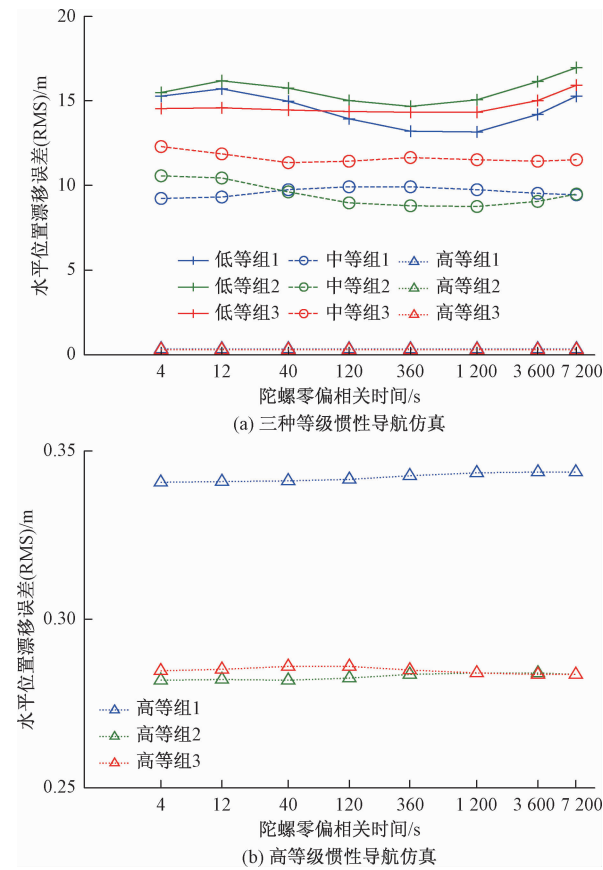 20
15
10
5
0
水平位置漂移误差(RMS)/m
低等组1 中等组1 高等组1
低等组2 中等组2 高等组2
低等组3 中等组3 高等组3
4 12 40 120 360 1 200 3 600 7 200
陀螺零偏相关时间/s
(a) 三种等级惯性导航仿真
0.35
0.30
0.25
水平位置漂移误差(RMS)/m
高等组1
高等组2
高等组3
4 12 40 120 360 1 200 3 600 7 200
陀螺零偏相关时间/s
(b) 高等级惯性导航仿真